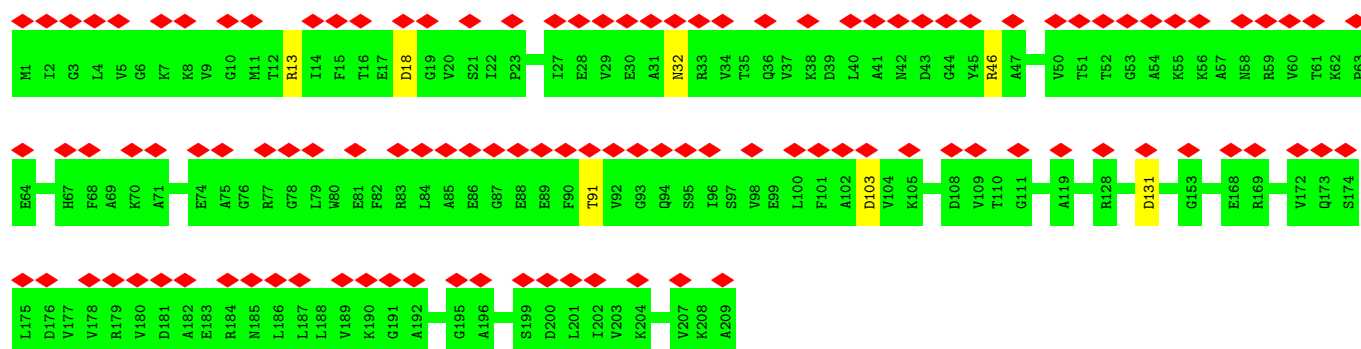 M1 I2 G3 L4 V5 G6 K7 K8 V9 G10 M11 T12 R13 I14 F15 T16 E17 D18 G19 V20 S21 I22 P23 I27 E28 V29 E30 A31 N32 R33 V34 T35 Q36 V37 K38 D39 L40 A41 N42 D43 G44 Y45 R46 A47 V50 T51 T52 G53 A54 K55 K56 A57 N58 R59 V60 T61 K62 P63
E64 H67 F68 A69 K70 A71 E74 A75 G76 R77 G78 L79 W80 E81 F82 R83 L84 A85 E86 G87 E88 E89 F90 T91 V92 G93 Q94 S95 I96 S97 V98 E99 L100 F101 A102 D103 V104 K105 D108 V109 T110 G111 A119 R128 D131 G153 E168 R169 V172 Q173 S174
L175 D176 V177 V178 R179 V180 D181 A182 E183 R184 N185 L186 L187 L188 V189 K190 G191 A192 G195 A196 S199 D200 L201 I202 V203 K204 V207 K208 A209